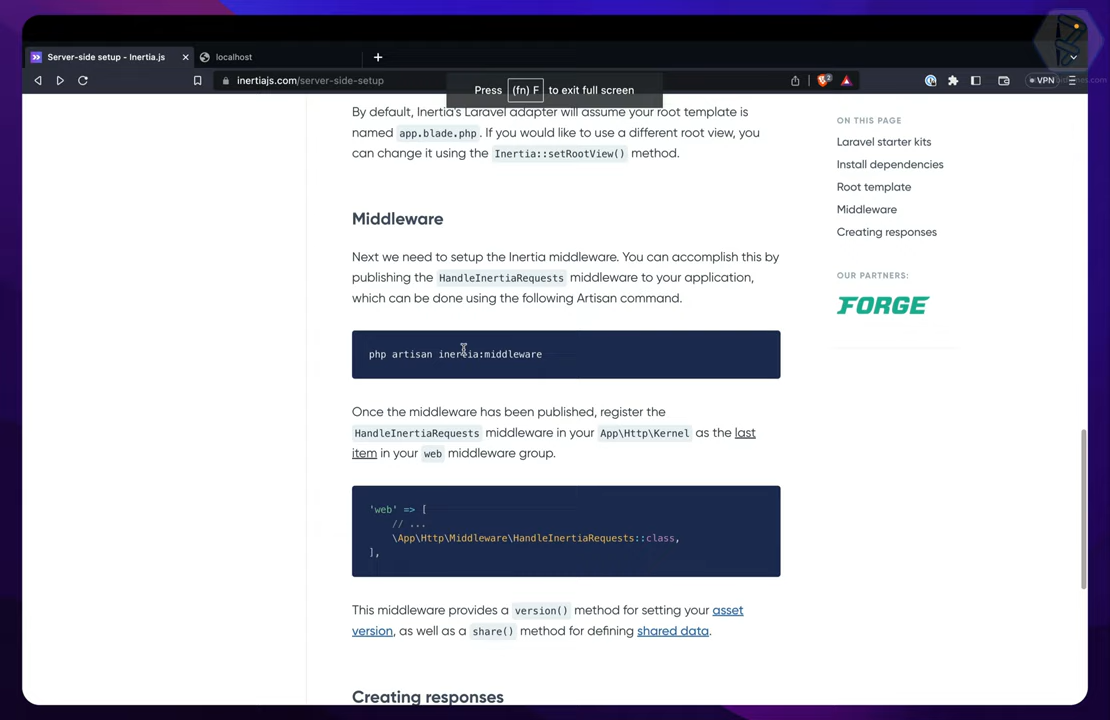 Server-side setup - Inertia.js
localhost
inertiajs.com/server-side-setup
2
VPN
Press (fn) F to exit full screen
By default, Inertia's Laravel adapter will assume your root template is
named app.blade.php. If you would like to use a different root view, you
can change it using the Inertia::setRootView() method.
Middleware
Next we need to setup the Inertia middleware. You can accomplish this by
publishing the HandleInertiaRequests middleware to your application,
which can be done using the following Artisan command.
php artisan inertia:middleware
Once the middleware has been published, register the
HandleInertiaRequests middleware in your App\Http\Kernel as the last
item in your web middleware group.
'web' => [
// ...
\App\Http\Middleware\HandleInertiaRequests::class,
],
This middleware provides a version() method for setting your asset
version, as well as a share() method for defining shared data.
Creating responses
ON THIS PAGE
Laravel starter kits
Install dependencies
Root template
Middleware
Creating responses
OUR PARTNERS:
FORGE